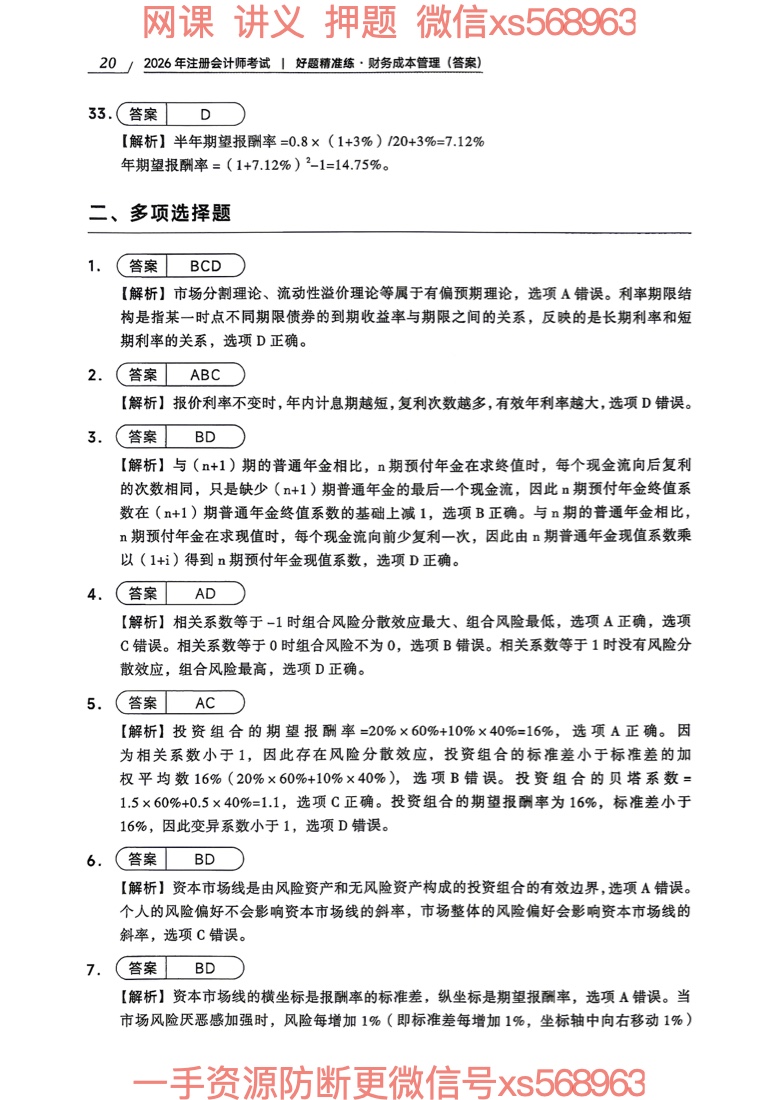 网课 讲义 押题 微信xs568963
20 / 2026 年注册会计师考试 | 好题精准练·财务成本管理（答案）
33. 答案 D
【解析】半年期望报酬率 =0.8×（1+3%）/20+3%=7.12%
年期望报酬率 =（1+7.12%）²–1=14.75%。
二、多项选择题
1. 答案 BCD
【解析】市场分割理论、流动性溢价理论等属于有偏预期理论，选项 A 错误。利率期限结
构是指某一时点不同期限债券的到期收益率与期限之间的关系，反映的是长期利率和短
期利率的关系，选项 D 正确。
2. 答案 ABC
【解析】报价利率不变时，年内计息期越短，复利次数越多，有效年利率越大，选项 D 错误。
3. 答案 BD
【解析】与（n+1）期的普通年金相比，n 期预付年金在求终值时，每个现金流向后复利
的次数相同，只是缺少（n+1）期普通年金的最后一个现金流，因此 n 期预付年金终值系
数在（n+1）期普通年金终值系数的基础上减 1，选项 B 正确。与 n 期的普通年金相比，
n 期预付年金在求现值时，每个现金流向前少复利一次，因此由 n 期普通年金现值系数乘
以（1+i）得到 n 期预付年金现值系数，选项 D 正确。
4. 答案 AD
【解析】相关系数等于 –1 时组合风险分散效应最大、组合风险最低，选项 A 正确，选项
C 错误。相关系数等于 0 时组合风险不为 0，选项 B 错误。相关系数等于 1 时没有风险分
散效应，组合风险最高，选项 D 正确。
5. 答案 AC
【解析】投资组合的期望报酬率 =20%×60%+10%×40%=16%，选项 A 正确。因
为相关系数小于 1，因此存在风险分散效应，投资组合的标准差小于标准差的加
权平均数 16%（20%×60%+10%×40%），选项 B 错误。投资组合的贝塔系数 =
1.5×60%+0.5×40%=1.1，选项 C 正确。投资组合的期望报酬率为 16%，标准差小于
16%，因此变异系数小于 1，选项 D 错误。
6. 答案 BD
【解析】资本市场线是由风险资产和无风险资产构成的投资组合的有效边界，选项 A 错误。
个人的风险偏好不会影响资本市场线的斜率，市场整体的风险偏好会影响资本市场线的
斜率，选项 C 错误。
7. 答案 BD
【解析】资本市场线的横坐标是报酬率的标准差，纵坐标是期望报酬率，选项 A 错误。当
市场风险厌恶感加强时，风险每增加 1%（即标准差每增加 1%，坐标轴中向右移动 1%）
一手资源防断更微信号xs568963